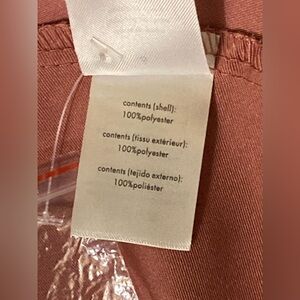 contents (shell):
100%polyester
contents (tissu extérieur):
100%polyester
contents (tejido externo):
100%poliéster